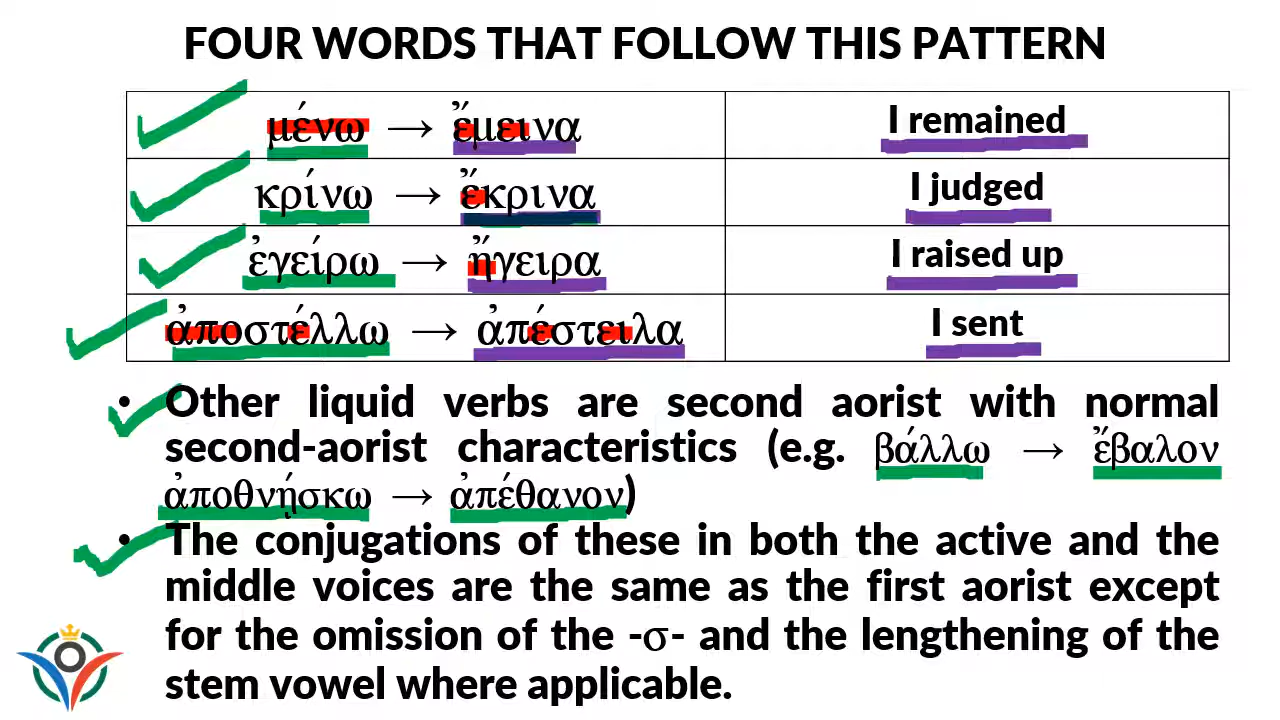 FOUR WORDS THAT FOLLOW THIS PATTERN
μένω → ἔμεινα I remained
κρίνω → ἔκρινα I judged
ἐγείρω → ἤγειρα I raised up
ἀποστέλλω → ἀπέστειλα I sent
• Other liquid verbs are second aorist with normal
second-aorist characteristics (e.g. βάλλω → ἔβαλον
ἀποθνῄσκω → ἀπέθανον)
• The conjugations of these in both the active and the
middle voices are the same as the first aorist except
for the omission of the -σ- and the lengthening of the
stem vowel where applicable.